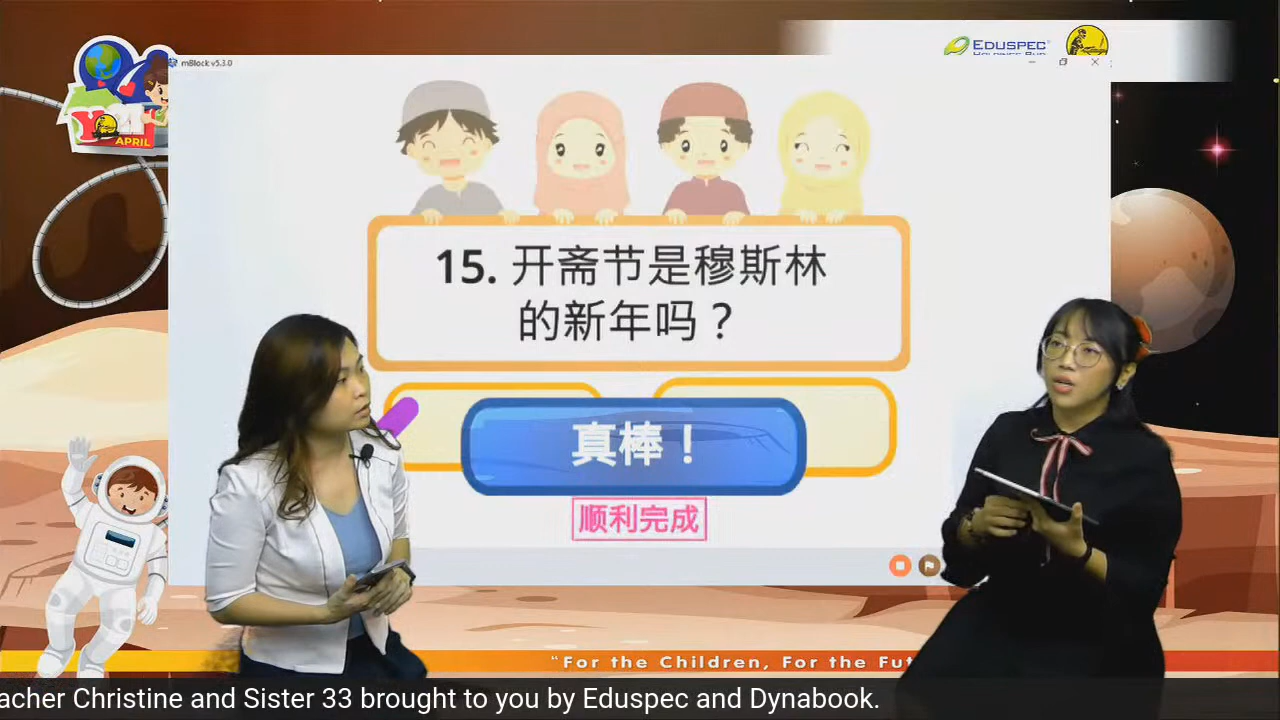 EDUSPEC
mBlock v5.3.0
APRIL
15. 开斋节是穆斯林
的新年吗？
真棒！
顺利完成
"For the Children, For the Fut
acher Christine and Sister 33 brought to you by Eduspec and Dynabook.